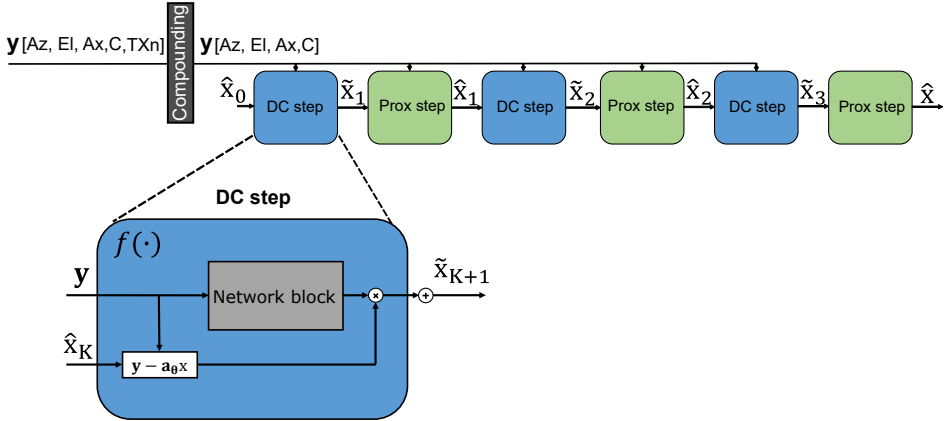 y[Az, El, Ax,C,TXn]
Compounding
y[Az, El, Ax,C]
x̂₀
DC step
x̃₁
Prox step
x̂₁
DC step
x̃₂
Prox step
x̂₂
DC step
x̃₃
Prox step
x̂
DC step
f(·)
y
Network block
×
+
x̃K+1
x̂K
y − aθx